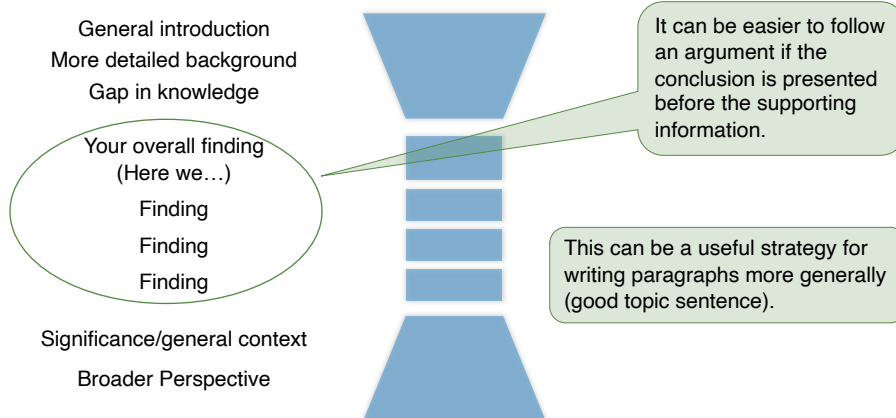 General introduction
More detailed background
Gap in knowledge
Your overall finding
(Here we…)
Finding
Finding
Finding
Significance/general context
Broader Perspective
It can be easier to follow
an argument if the
conclusion is presented
before the supporting
information.
This can be a useful strategy for
writing paragraphs more generally
(good topic sentence).